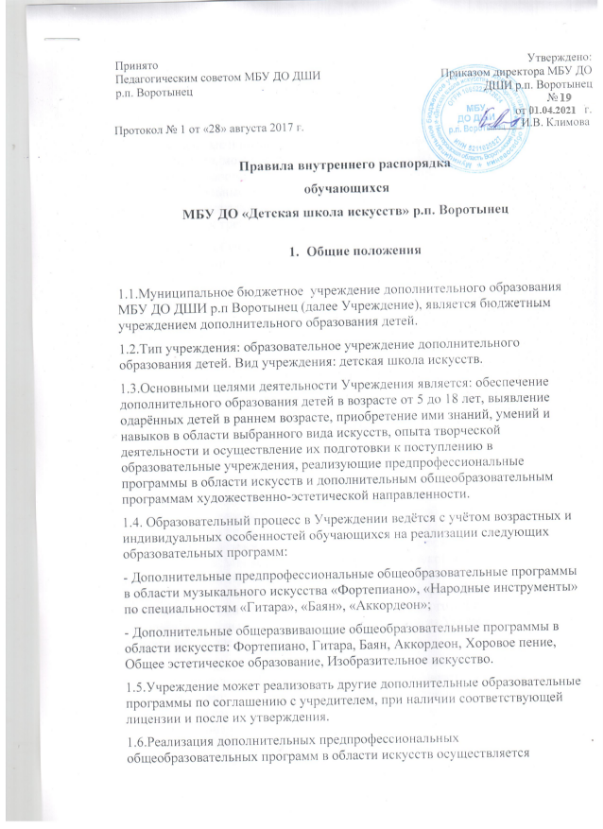 Принято
Педагогическим советом МБУ ДО ДШИ
р.п. Воротынец
Протокол № 1 от «28» августа 2017 г.
Утверждено:
Приказом директора МБУ ДО
ДШИ р.п. Воротынец
№ 19
от 01.04.2021 г.
И.В. Климова
МБУ
ДО ДШИ
р.п. Воротынец
Правила внутреннего распорядка
обучающихся
МБУ ДО «Детская школа искусств» р.п. Воротынец
1. Общие положения
1.1.Муниципальное бюджетное учреждение дополнительного образования
МБУ ДО ДШИ р.п Воротынец (далее Учреждение), является бюджетным
учреждением дополнительного образования детей.
1.2.Тип учреждения: образовательное учреждение дополнительного
образования детей. Вид учреждения: детская школа искусств.
1.3.Основными целями деятельности Учреждения является: обеспечение
дополнительного образования детей в возрасте от 5 до 18 лет, выявление
одарённых детей в раннем возрасте, приобретение ими знаний, умений и
навыков в области выбранного вида искусств, опыта творческой
деятельности и осуществление их подготовки к поступлению в
образовательные учреждения, реализующие предпрофессиональные
программы в области искусств и дополнительным общеобразовательным
программам художественно-эстетической направленности.
1.4. Образовательный процесс в Учреждении ведётся с учётом возрастных и
индивидуальных особенностей обучающихся на реализации следующих
образовательных программ:
- Дополнительные предпрофессиональные общеобразовательные программы
в области музыкального искусства «Фортепиано», «Народные инструменты»
по специальностям «Гитара», «Баян», «Аккордеон»;
- Дополнительные общеразвивающие общеобразовательные программы в
области искусств: Фортепиано, Гитара, Баян, Аккордеон, Хоровое пение,
Общее эстетическое образование, Изобразительное искусство.
1.5.Учреждение может реализовать другие дополнительные образовательные
программы по соглашению с учредителем, при наличии соответствующей
лицензии и после их утверждения.
1.6.Реализация дополнительных предпрофессиональных
общеобразовательных программ в области искусств осуществляется